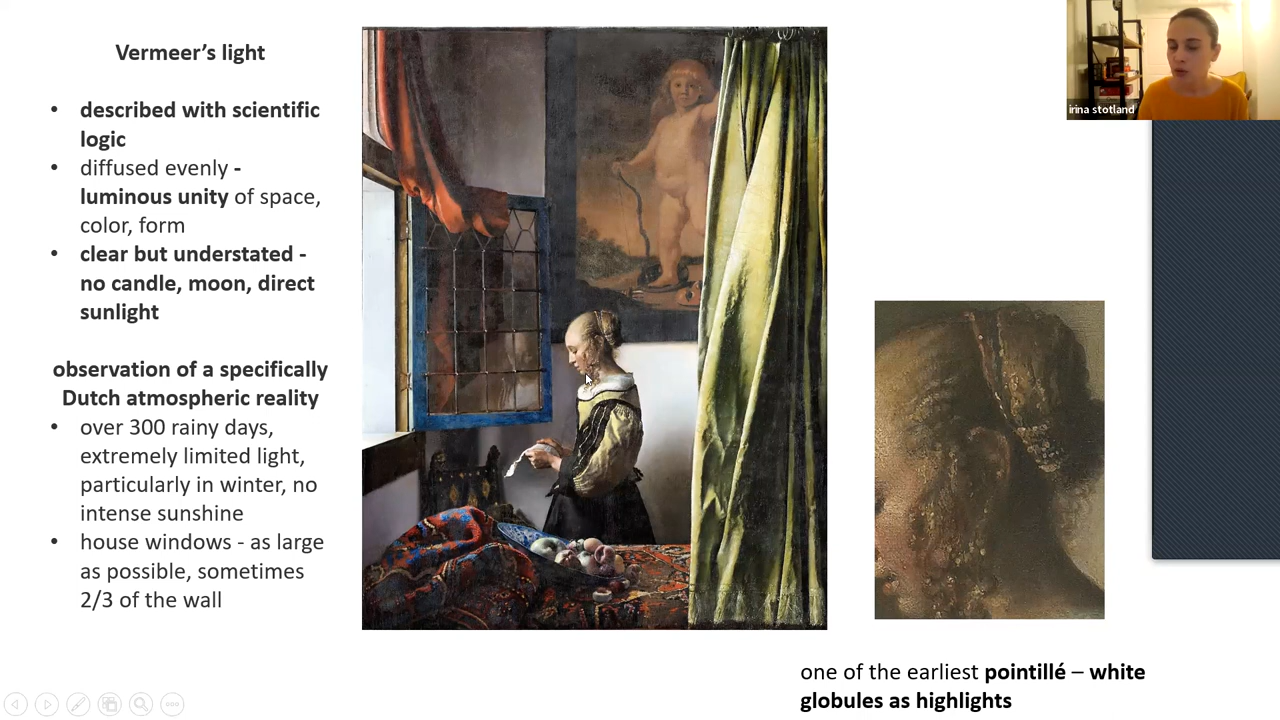 Vermeer’s light
• described with scientific
logic
• diffused evenly -
luminous unity of space,
color, form
• clear but understated -
no candle, moon, direct
sunlight
observation of a specifically
Dutch atmospheric reality
• over 300 rainy days,
extremely limited light,
particularly in winter, no
intense sunshine
• house windows - as large
as possible, sometimes
2/3 of the wall
irina stotland
one of the earliest pointillé – white
globules as highlights